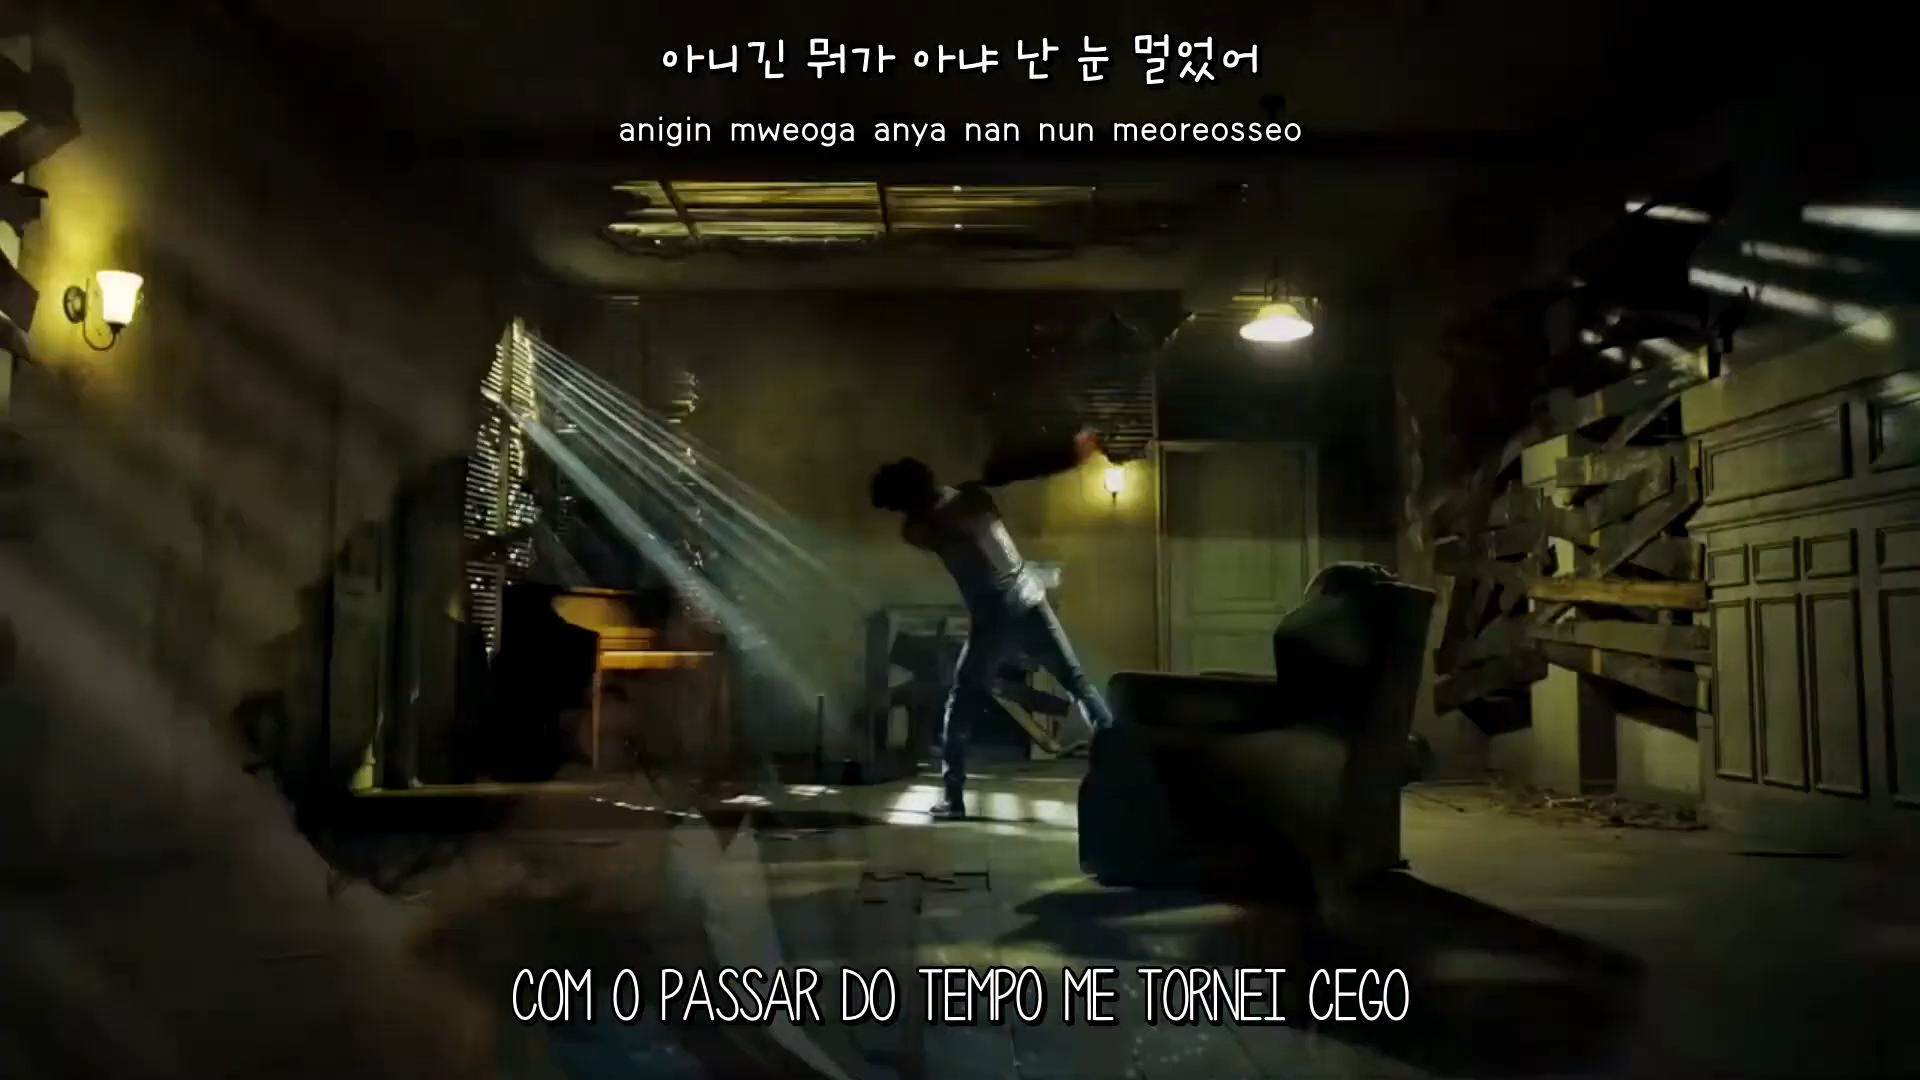 아니긴 뭐가 아냐 난 눈 멀었어
anigin mweoga anya nan nun meoreosseo
COM O PASSAR DO TEMPO ME TORNEI CEGO